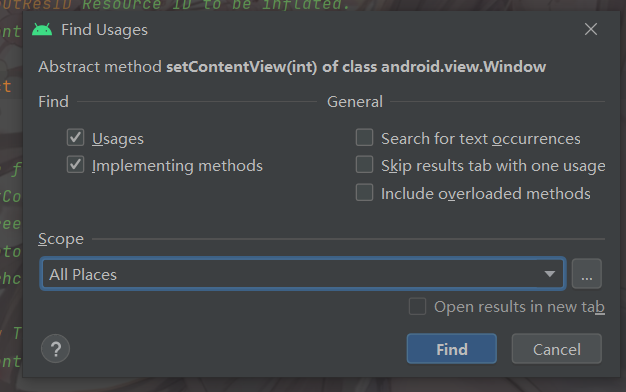 outResID Resource ID to be inflated.
Find Usages
Abstract method setContentView(int) of class android.view.Window
Find
General
Usages
Search for text occurrences
Implementing methods
Skip results tab with one usage
Include overloaded methods
Scope
All Places
...
Open results in new tab
?
Find
Cancel